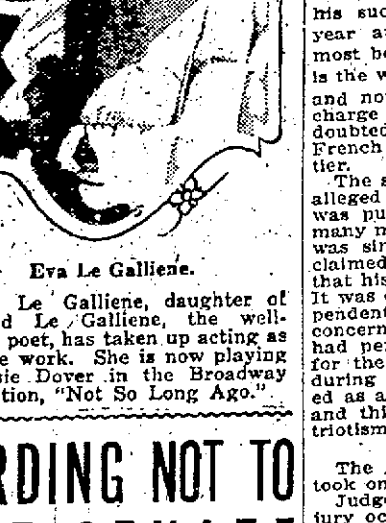 Eva Le Galliene.
Le Galliene, daughter of
d Le Galliene, the well-
poet, has taken up acting as
e work. She is now playing
sie Dover in the Broadway
tion, "Not So Long Ago."
RDING NOT TO
his suc
year a
most be
is the w
and no
charge
doubted
French
tier.
The s
alleged
was pu
many m
was sin
claimed
that his
It was
penden
concern
had per
for the
during
ed as a
and thi
triotism
The
took on
Judge
jury oc